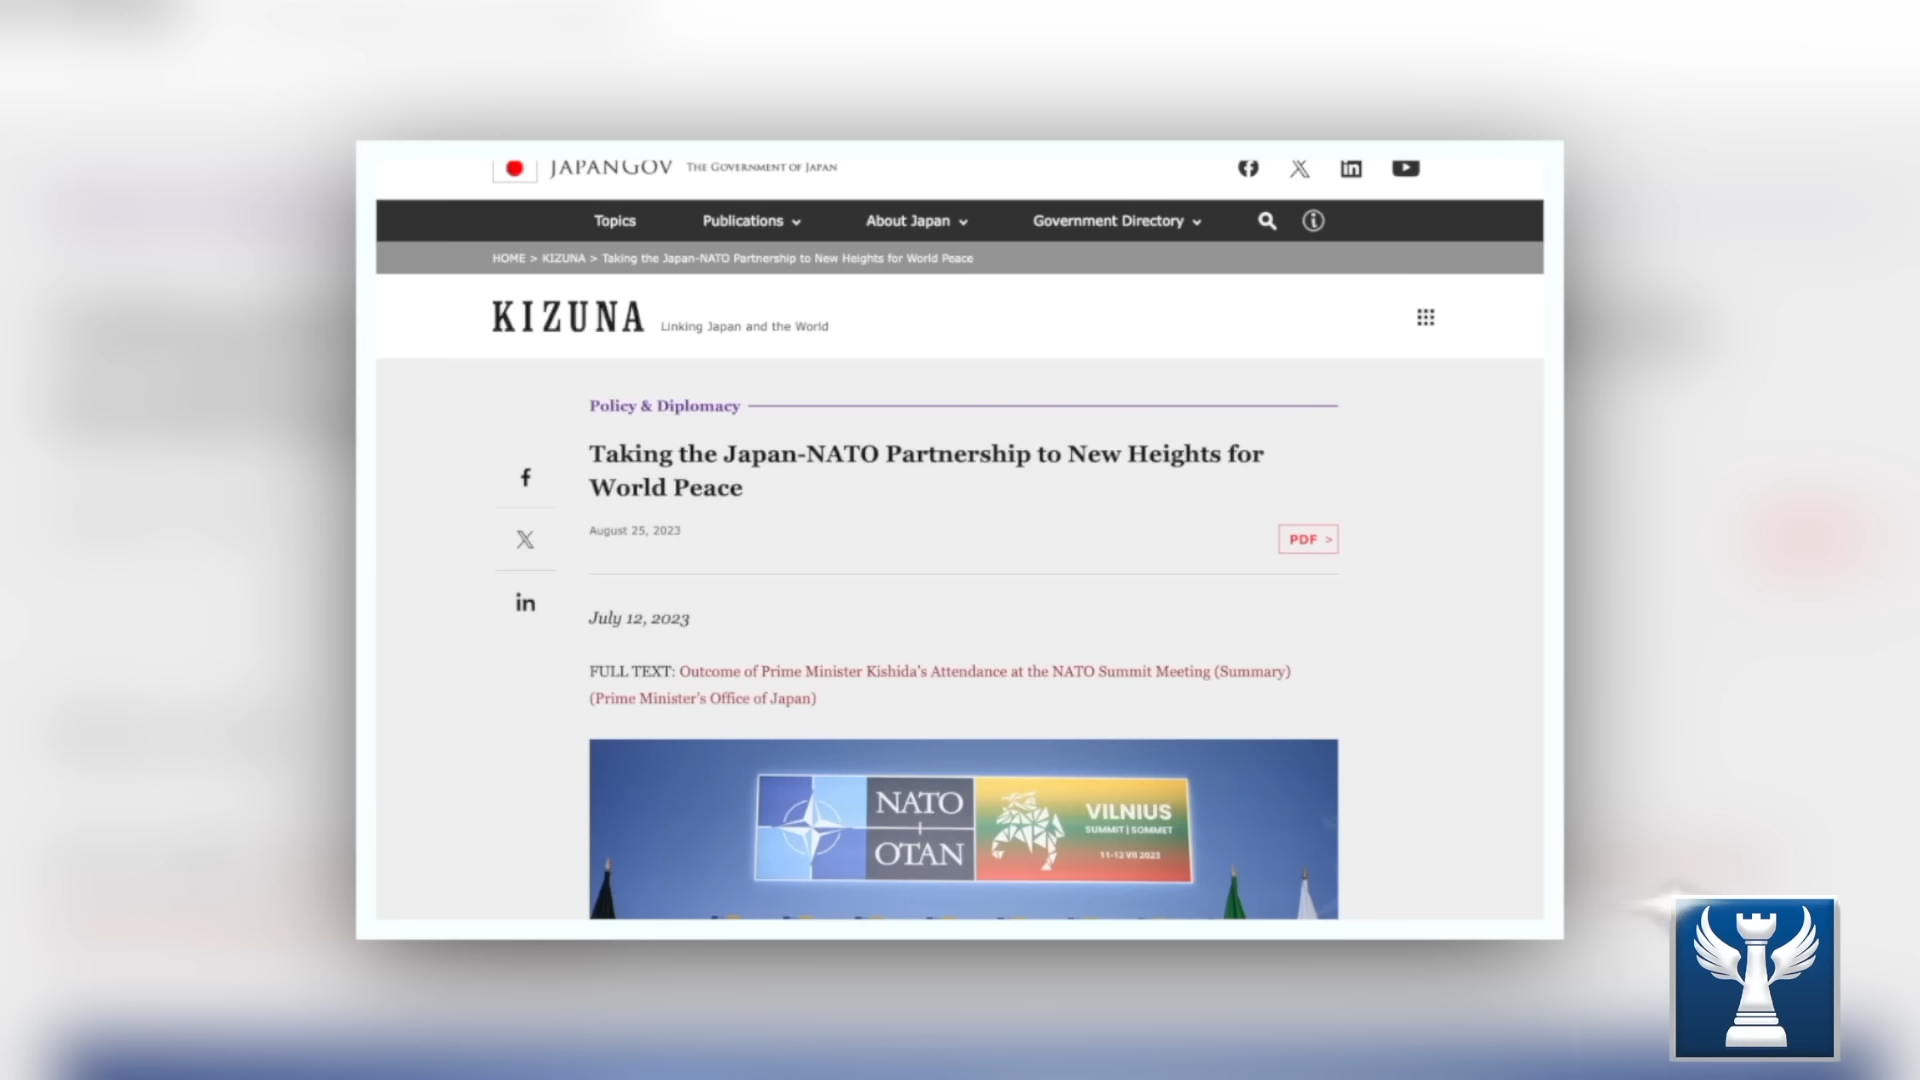 JAPANGOV THE GOVERNMENT OF JAPAN
Topics Publications About Japan Government Directory
HOME > KIZUNA > Taking the Japan-NATO Partnership to New Heights for World Peace
KIZUNA Linking Japan and the World
Policy & Diplomacy
Taking the Japan-NATO Partnership to New Heights for
World Peace
August 25, 2023
PDF >
July 12, 2023
FULL TEXT: Outcome of Prime Minister Kishida's Attendance at the NATO Summit Meeting (Summary)
(Prime Minister's Office of Japan)
NATO
OTAN
VILNIUS
SUMMIT | SOMMET
11-12 VII 2023